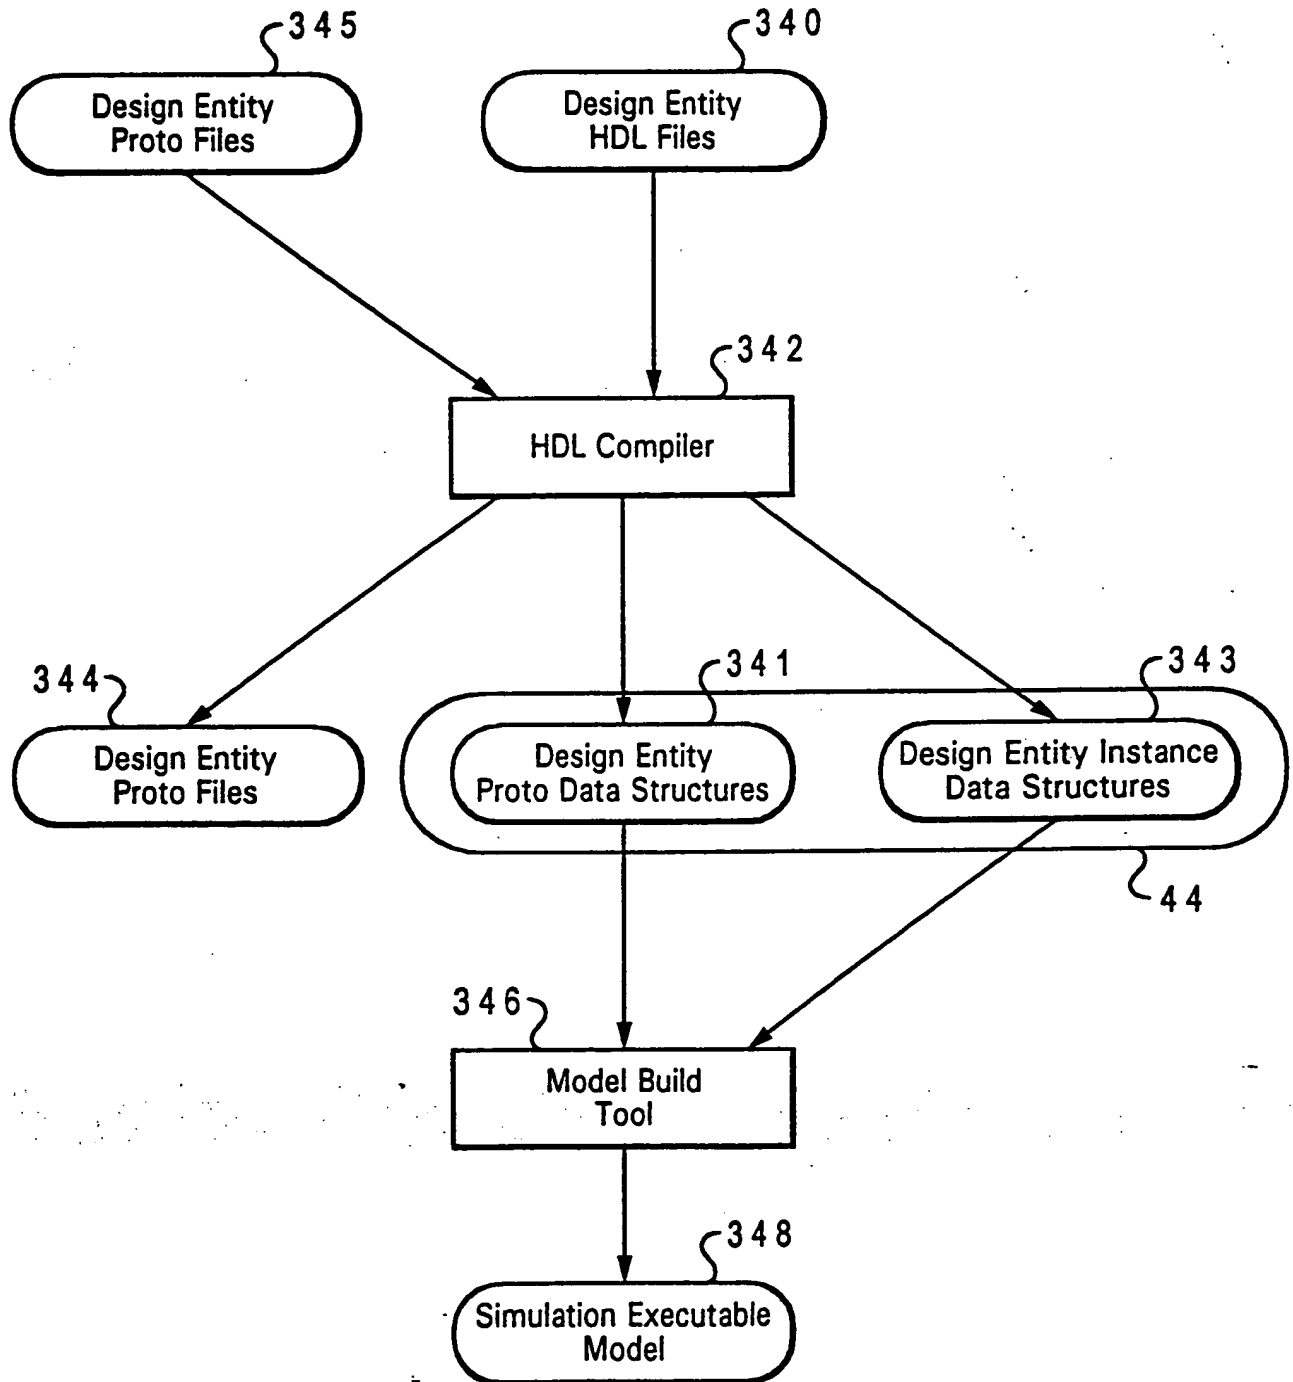 345
340
Design Entity
Proto Files
Design Entity
HDL Files
342
HDL Compiler
344
341
343
Design Entity
Proto Files
Design Entity
Proto Data Structures
Design Entity Instance
Data Structures
44
346
Model Build
Tool
348
Simulation Executable
Model